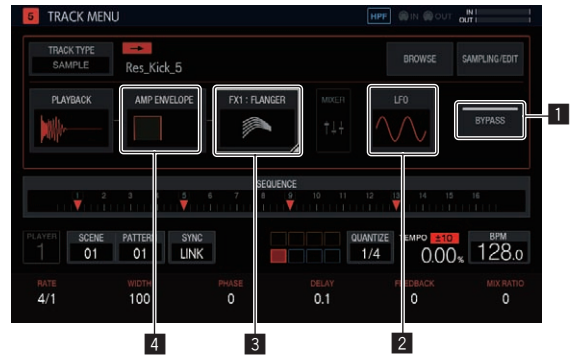 5 TRACK MENU HPF IN OUT IN OUT
TRACK TYPE
SAMPLE
Res_Kick_5
BROWSE SAMPLING/EDIT
PLAYBACK AMP ENVELOPE FX1 : FLANGER MIXER LFO
BYPASS 1
SEQUENCE
1 2 3 4 5 6 7 8 9 10 11 12 13 14 15 16
PLAYER SCENE PATTERN SYNC QUANTIZE TEMPO ±10 BPM
1 01 01 LINK 1/4 0.00% 128.0
RATE WIDTH PHASE DELAY FEEDBACK MIX RATIO
4/1 100 0 0.1 0 0
4 3 2